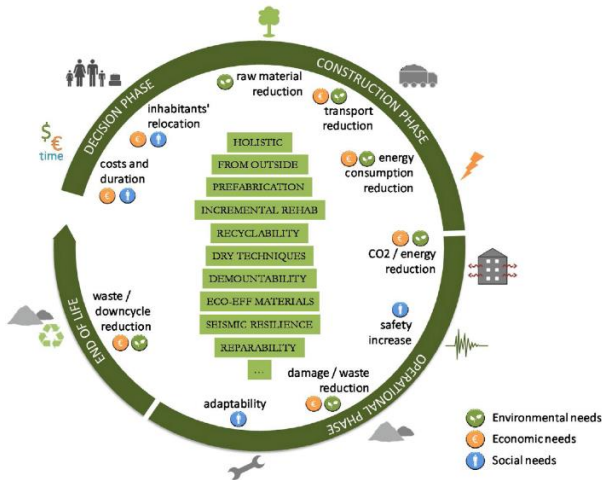 DECISION PHASE
CONSTRUCTION PHASE
OPERATIONAL PHASE
END OF LIFE
$
€
time
raw material
reduction
inhabitants'
relocation
transport
reduction
costs and
duration
energy
consumption
reduction
CO2 / energy
reduction
waste /
downcycle
reduction
safety
increase
damage / waste
reduction
adaptability
HOLISTIC
FROM OUTSIDE
PREFABRICATION
INCREMENTAL REHAB
RECYCLABILITY
DRY TECHNIQUES
DEMOUNTABILITY
ECO-EFF MATERIALS
SEISMIC RESILIENCE
REPARABILITY
...
Environmental needs
€ Economic needs
Social needs